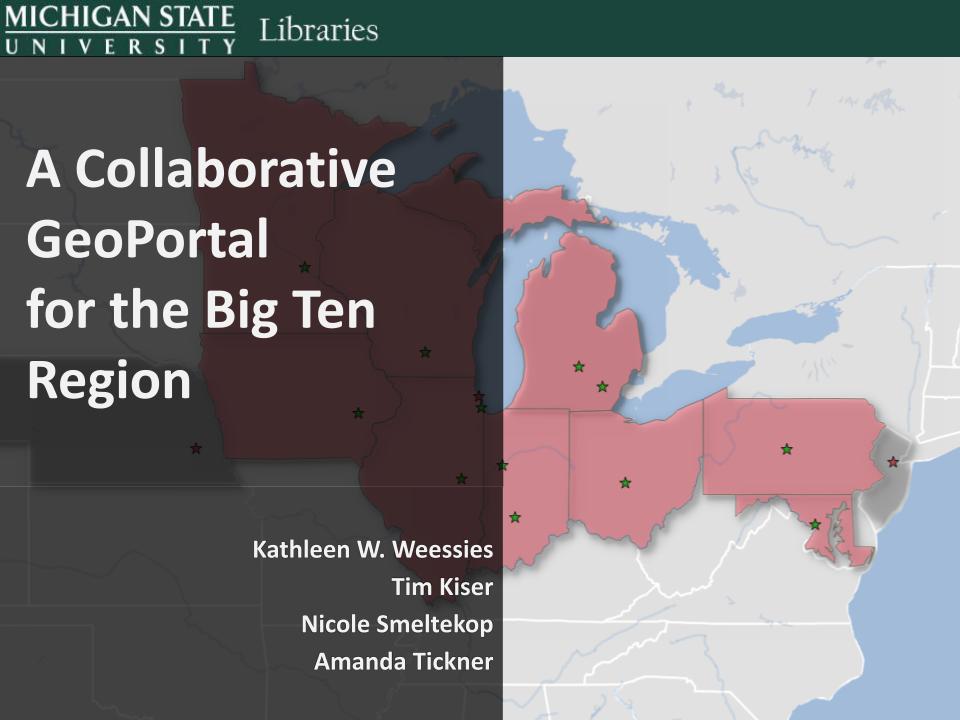 MICHIGAN STATE
UNIVERSITY
Libraries
A Collaborative
GeoPortal
for the Big Ten
Region
Kathleen W. Weessies
Tim Kiser
Nicole Smeltekop
Amanda Tickner